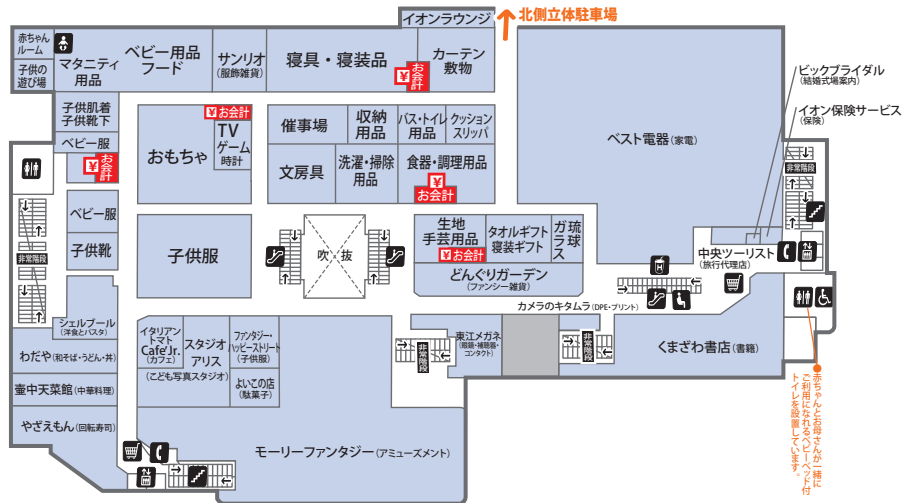 イオンラウンジ
北側立体駐車場
赤ちゃん
ルーム
子供の
遊び場
マタニティ
用品
ベビー用品
フード
サンリオ
(服飾雑貨)
寝具・寝装品
¥お会計
カーテン
敷物
子供肌着
子供靴下
ベビー服
¥お会計
おもちゃ
¥お会計
TV
ゲーム
時計
催事場
収納
用品
バス・トイレ
用品
クッション
スリッパ
文房具
洗濯・掃除
用品
食器・調理用品
¥
お会計
ベスト電器(家電)
ビックブライダル
(結婚式場案内)
イオン保険サービス
(保険)
非常階段
ベビー服
子供靴
非常階段
子供服
吹 抜
生地
手芸用品
¥お会計
タオルギフト
寝装ギフト
琉球
ガラス
どんぐりガーデン
(ファンシー雑貨)
中央ツーリスト
(旅行代理店)
カメラのキタムラ(DPE・プリント)
シェルブール
(洋食とパスタ)
わだや(和そば・うどん・丼)
壷中天菜館(中華料理)
やざえもん(回転寿司)
イタリアン
トマト
Cafe'Jr.
(カフェ)
スタジオ
アリス
(こども写真スタジオ)
ファンタジー・
ハッピーストリート
(子供服)
よいこの店
(駄菓子)
非常階段
東江メガネ
(眼鏡・補聴器・
コンタクト)
非常階段
くまざわ書店(書籍)
モーリーファンタジー(アミューズメント)
赤ちゃんとお母さんが一緒に
ご利用になれるベビーベッド付
トイレを設置しています。